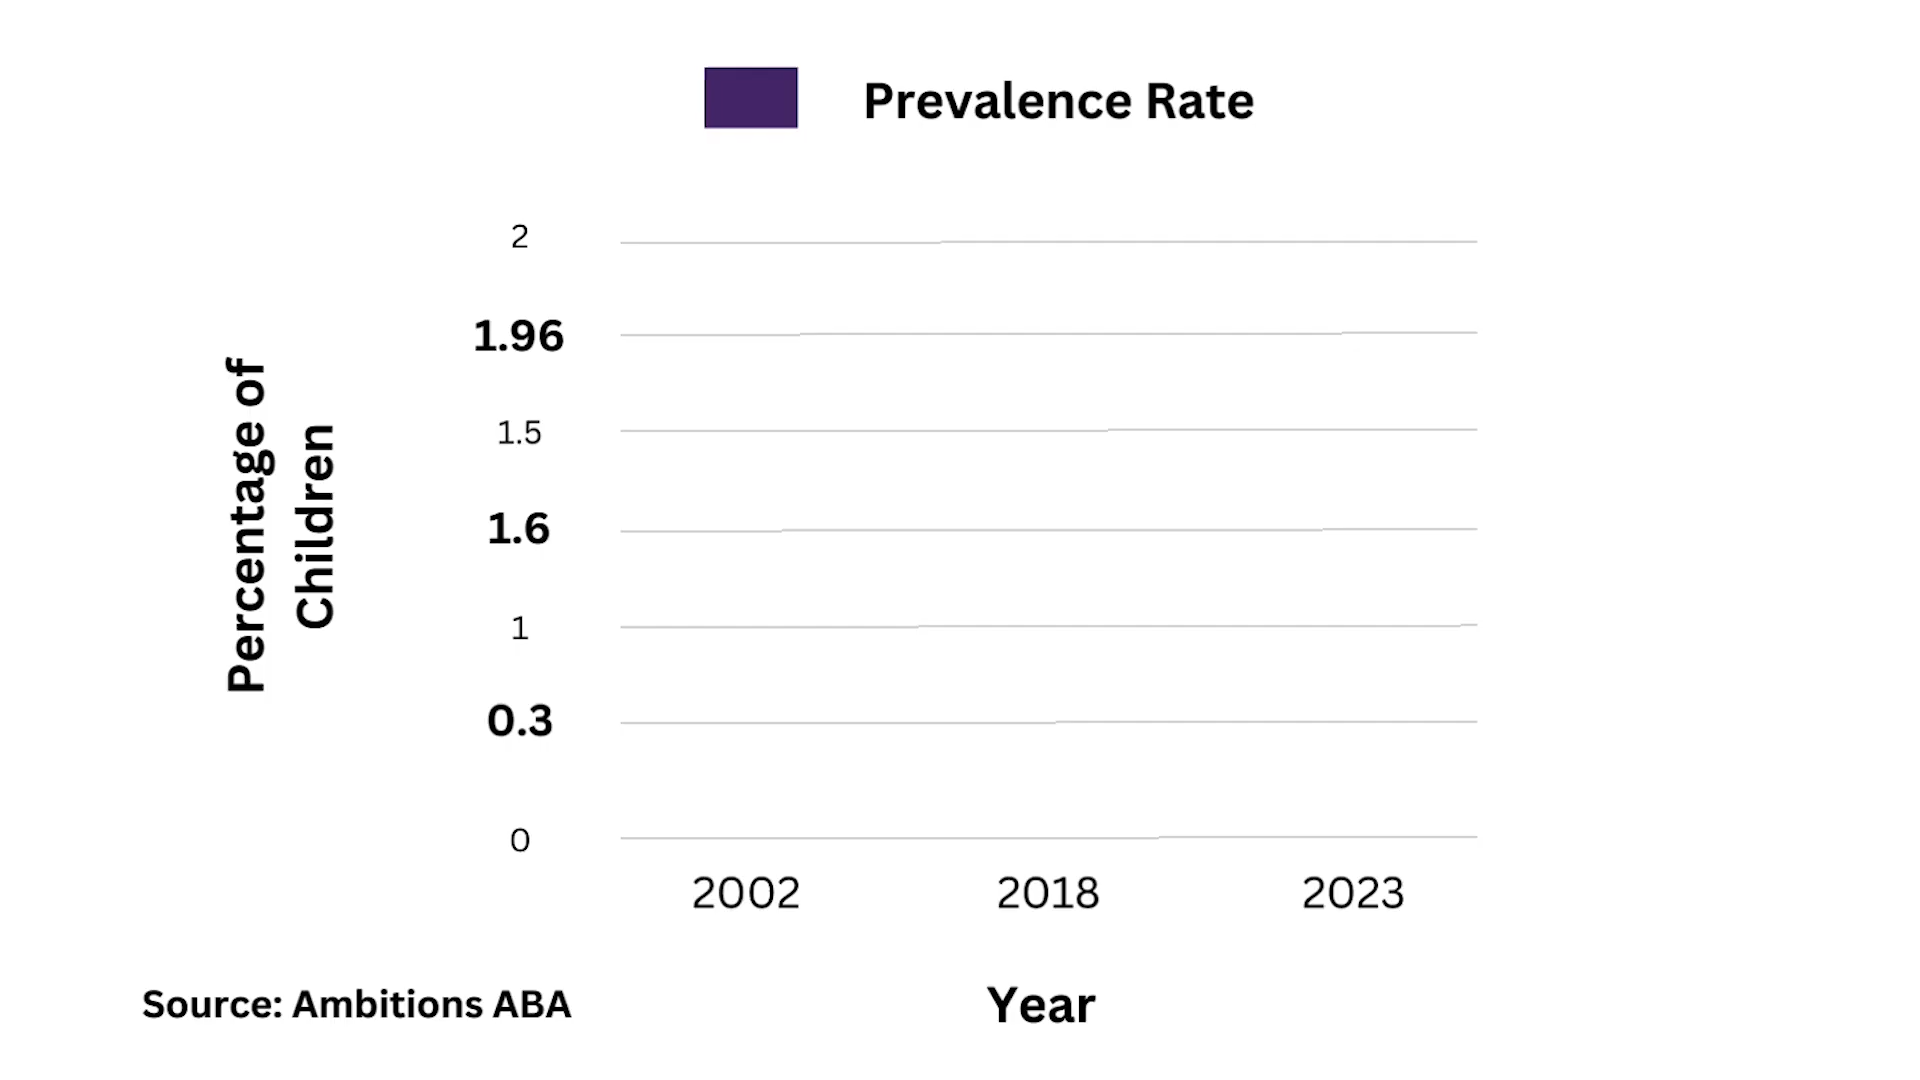 Prevalence Rate
2
1.96
1.5
1.6
1
0.3
0
Percentage of
Children
2002 2018 2023
Year
Source: Ambitions ABA